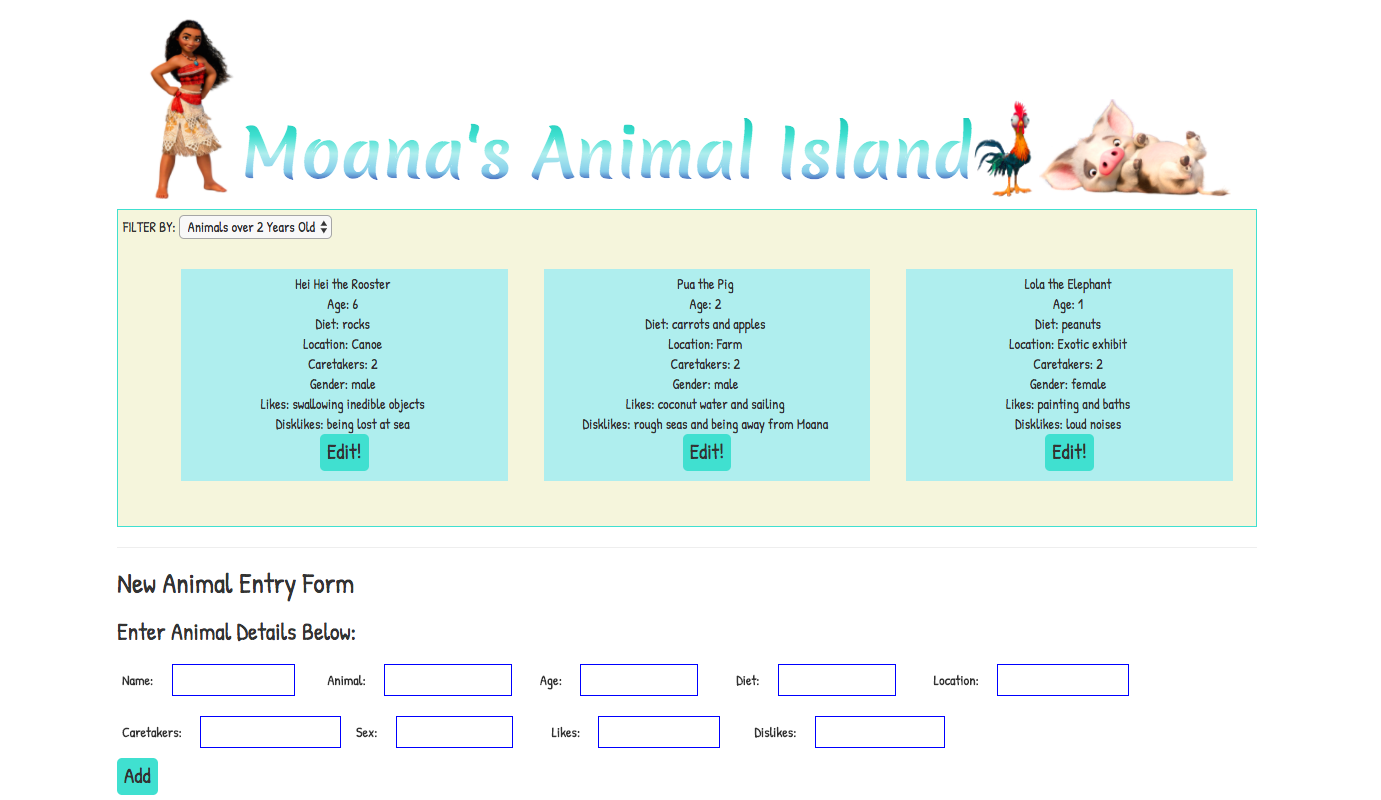 Moana's Animal Island
FILTER BY: Animals over 2 Years Old
Hei Hei the Rooster
Age: 6
Diet: rocks
Location: Canoe
Caretakers: 2
Gender: male
Likes: swallowing inedible objects
Disklikes: being lost at sea
Edit!
Pua the Pig
Age: 2
Diet: carrots and apples
Location: Farm
Caretakers: 2
Gender: male
Likes: coconut water and sailing
Disklikes: rough seas and being away from Moana
Edit!
Lola the Elephant
Age: 1
Diet: peanuts
Location: Exotic exhibit
Caretakers: 2
Gender: female
Likes: painting and baths
Disklikes: loud noises
Edit!
New Animal Entry Form
Enter Animal Details Below:
Name: Animal: Age: Diet: Location:
Caretakers: Sex: Likes: Dislikes:
Add